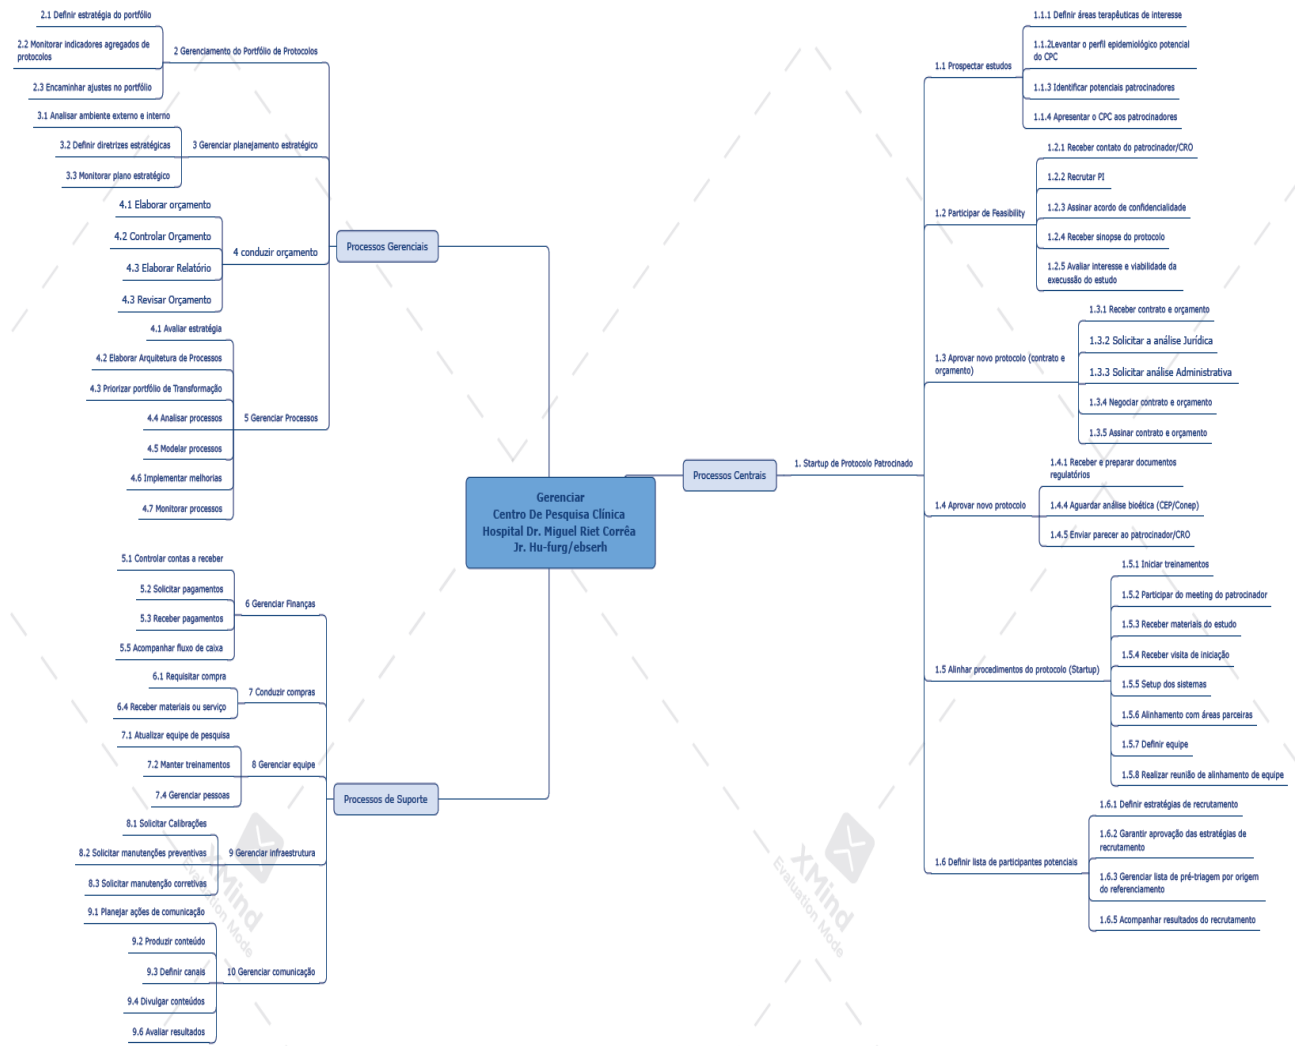 Gerenciar
Centro De Pesquisa Clínica
Hospital Dr. Miguel Riet Corrêa
Jr. Hu-furg/ebserh
Processos Gerenciais
2 Gerenciamento do Portfólio de Protocolos
2.1 Definir estratégia do portfólio
2.2 Monitorar indicadores agregados de
protocolos
2.3 Encaminhar ajustes no portfólio
3 Gerenciar planejamento estratégico
3.1 Analisar ambiente externo e interno
3.2 Definir diretrizes estratégicas
3.3 Monitorar plano estratégico
4 conduzir orçamento
4.1 Elaborar orçamento
4.2 Controlar Orçamento
4.3 Elaborar Relatório
4.3 Revisar Orçamento
5 Gerenciar Processos
4.1 Avaliar estratégia
4.2 Elaborar Arquitetura de Processos
4.3 Priorizar portfólio de Transformação
4.4 Analisar processos
4.5 Modelar processos
4.6 Implementar melhorias
4.7 Monitorar processos
Processos de Suporte
6 Gerenciar Finanças
5.1 Controlar contas a receber
5.2 Solicitar pagamentos
5.3 Receber pagamentos
5.5 Acompanhar fluxo de caixa
7 Conduzir compras
6.1 Requisitar compra
6.4 Receber materiais ou serviço
8 Gerenciar equipe
7.1 Atualizar equipe de pesquisa
7.2 Manter treinamentos
7.4 Gerenciar pessoas
9 Gerenciar infraestrutura
8.1 Solicitar Calibrações
8.2 Solicitar manutenções preventivas
8.3 Solicitar manutenção corretivas
10 Gerenciar comunicação
9.1 Planejar ações de comunicação
9.2 Produzir conteúdo
9.3 Definir canais
9.4 Divulgar conteúdos
9.6 Avaliar resultados
Processos Centrais
1. Startup de Protocolo Patrocinado
1.1 Prospectar estudos
1.1.1 Definir áreas terapêuticas de interesse
1.1.2Levantar o perfil epidemiológico potencial
do CPC
1.1.3 Identificar potenciais patrocinadores
1.1.4 Apresentar o CPC aos patrocinadores
1.2 Participar de Feasibility
1.2.1 Receber contato do patrocinador/CRO
1.2.2 Recrutar PI
1.2.3 Assinar acordo de confidencialidade
1.2.4 Receber sinopse do protocolo
1.2.5 Avaliar interesse e viabilidade da
execussão do estudo
1.3 Aprovar novo protocolo (contrato e
orçamento)
1.3.1 Receber contrato e orçamento
1.3.2 Solicitar a análise Jurídica
1.3.3 Solicitar análise Administrativa
1.3.4 Negociar contrato e orçamento
1.3.5 Assinar contrato e orçamento
1.4 Aprovar novo protocolo
1.4.1 Receber e preparar documentos
regulatórios
1.4.4 Aguardar análise bioética (CEP/Conep)
1.4.5 Enviar parecer ao patrocinador/CRO
1.5 Alinhar procedimentos do protocolo (Startup)
1.5.1 Iniciar treinamentos
1.5.2 Participar do meeting do patrocinador
1.5.3 Receber materiais do estudo
1.5.4 Receber visita de iniciação
1.5.5 Setup dos sistemas
1.5.6 Alinhamento com áreas parceiras
1.5.7 Definir equipe
1.5.8 Realizar reunião de alinhamento de equipe
1.6 Definir lista de participantes potenciais
1.6.1 Definir estratégias de recrutamento
1.6.2 Garantir aprovação das estratégias de
recrutamento
1.6.3 Gerenciar lista de pré-triagem por origem
do referenciamento
1.6.5 Acompanhar resultados do recrutamento
XMind
Evaluation Mode
XMind
Evaluation Mode